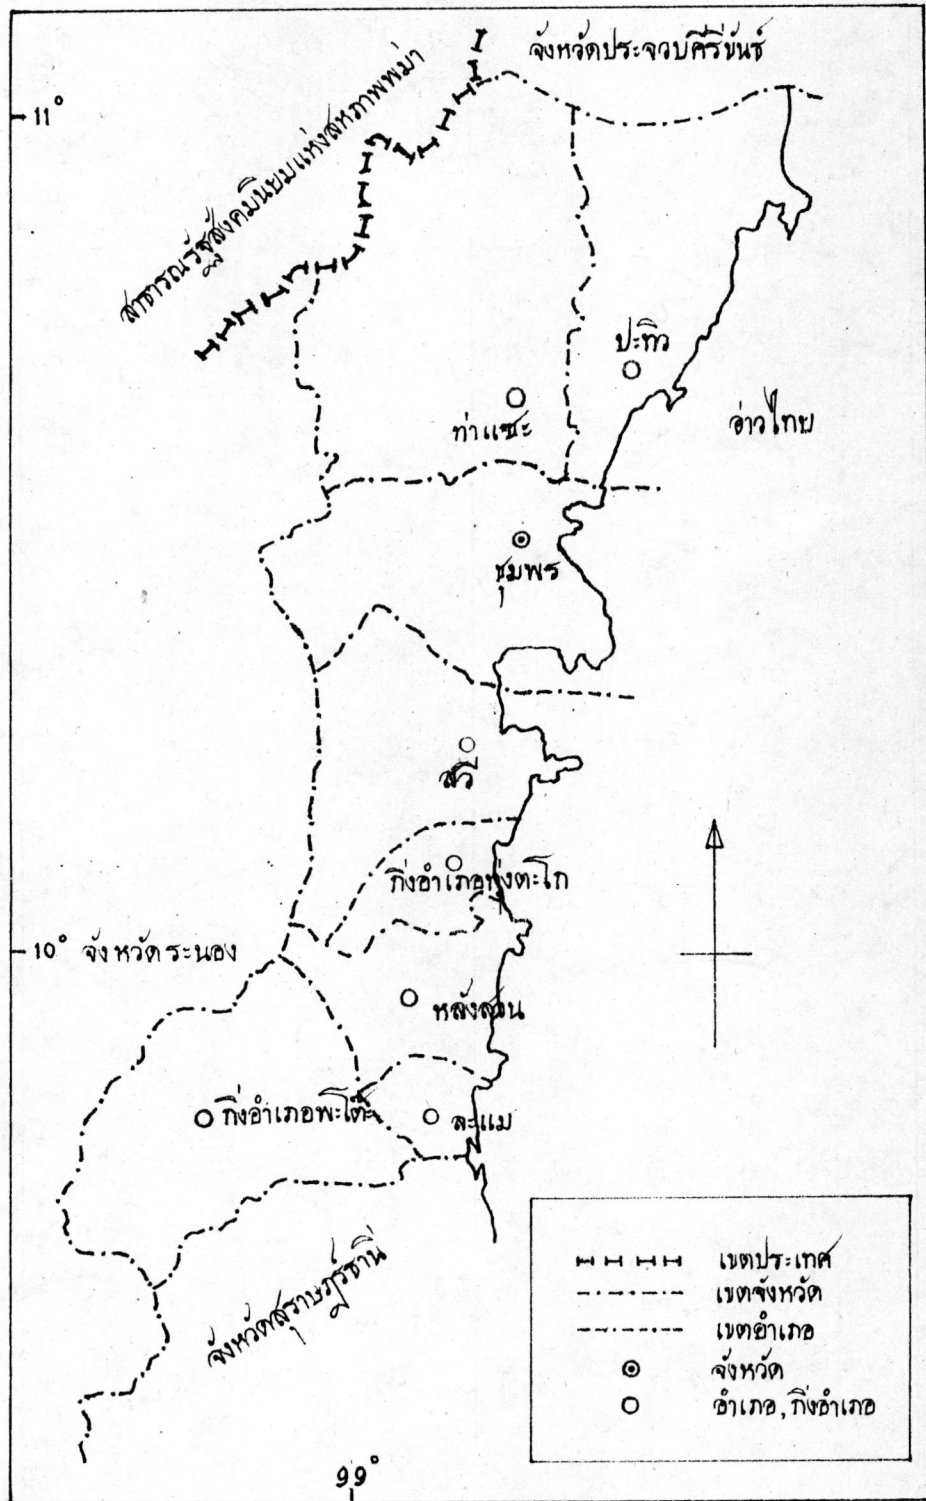 จังหวัดประจวบคีรีขันธ์
สาธารณรัฐสังคมนิยมแห่งสหภาพพม่า
11°
ปะทิว
ท่าแซะ
อ่าวไทย
ชุมพร
สวี
กิ่งอำเภอทุ่งตะโก
10°
จังหวัดระนอง
หลังสวน
กิ่งอำเภอพะโต๊ะ
ละแม
จังหวัดสุราษฎร์ธานี
เขตประเทศ
เขตจังหวัด
เขตอำเภอ
จังหวัด
อำเภอ, กิ่งอำเภอ
99°